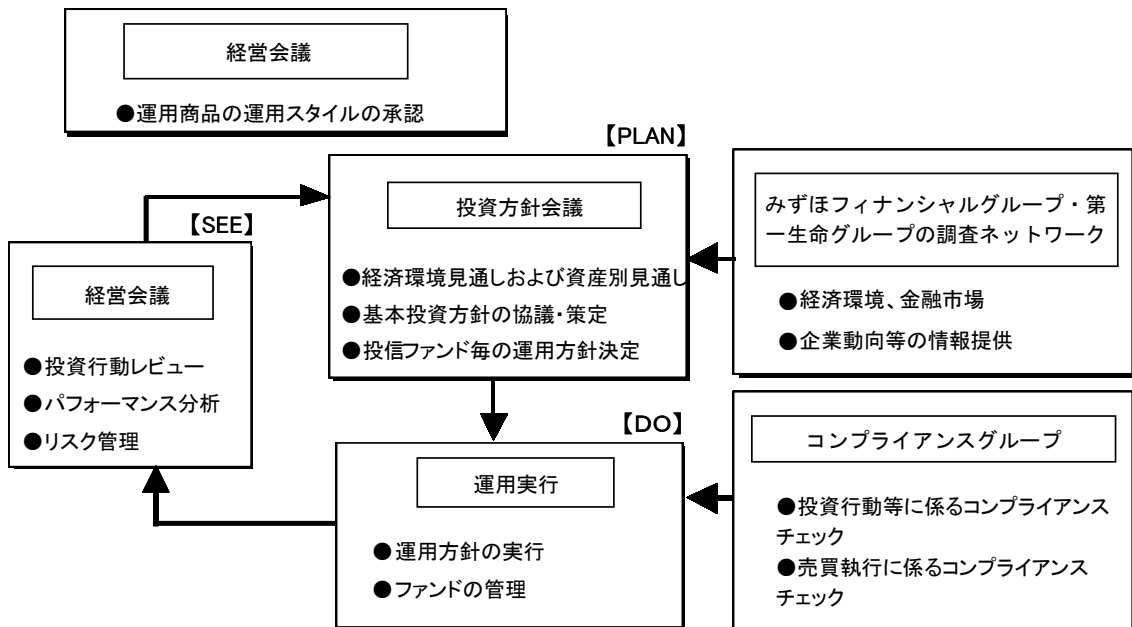 経営会議
●運用商品の運用スタイルの承認
【PLAN】
投資方針会議
●経済環境見通しおよび資産別見通し
●基本投資方針の協議・策定
●投信ファンド毎の運用方針決定
みずほフィナンシャルグループ・第
一生命グループの調査ネットワーク
●経済環境、金融市場
●企業動向等の情報提供
【SEE】
経営会議
●投資行動レビュー
●パフォーマンス分析
●リスク管理
【DO】
運用実行
●運用方針の実行
●ファンドの管理
コンプライアンスグループ
●投資行動等に係るコンプライアンス
チェック
●売買執行に係るコンプライアンス
チェック